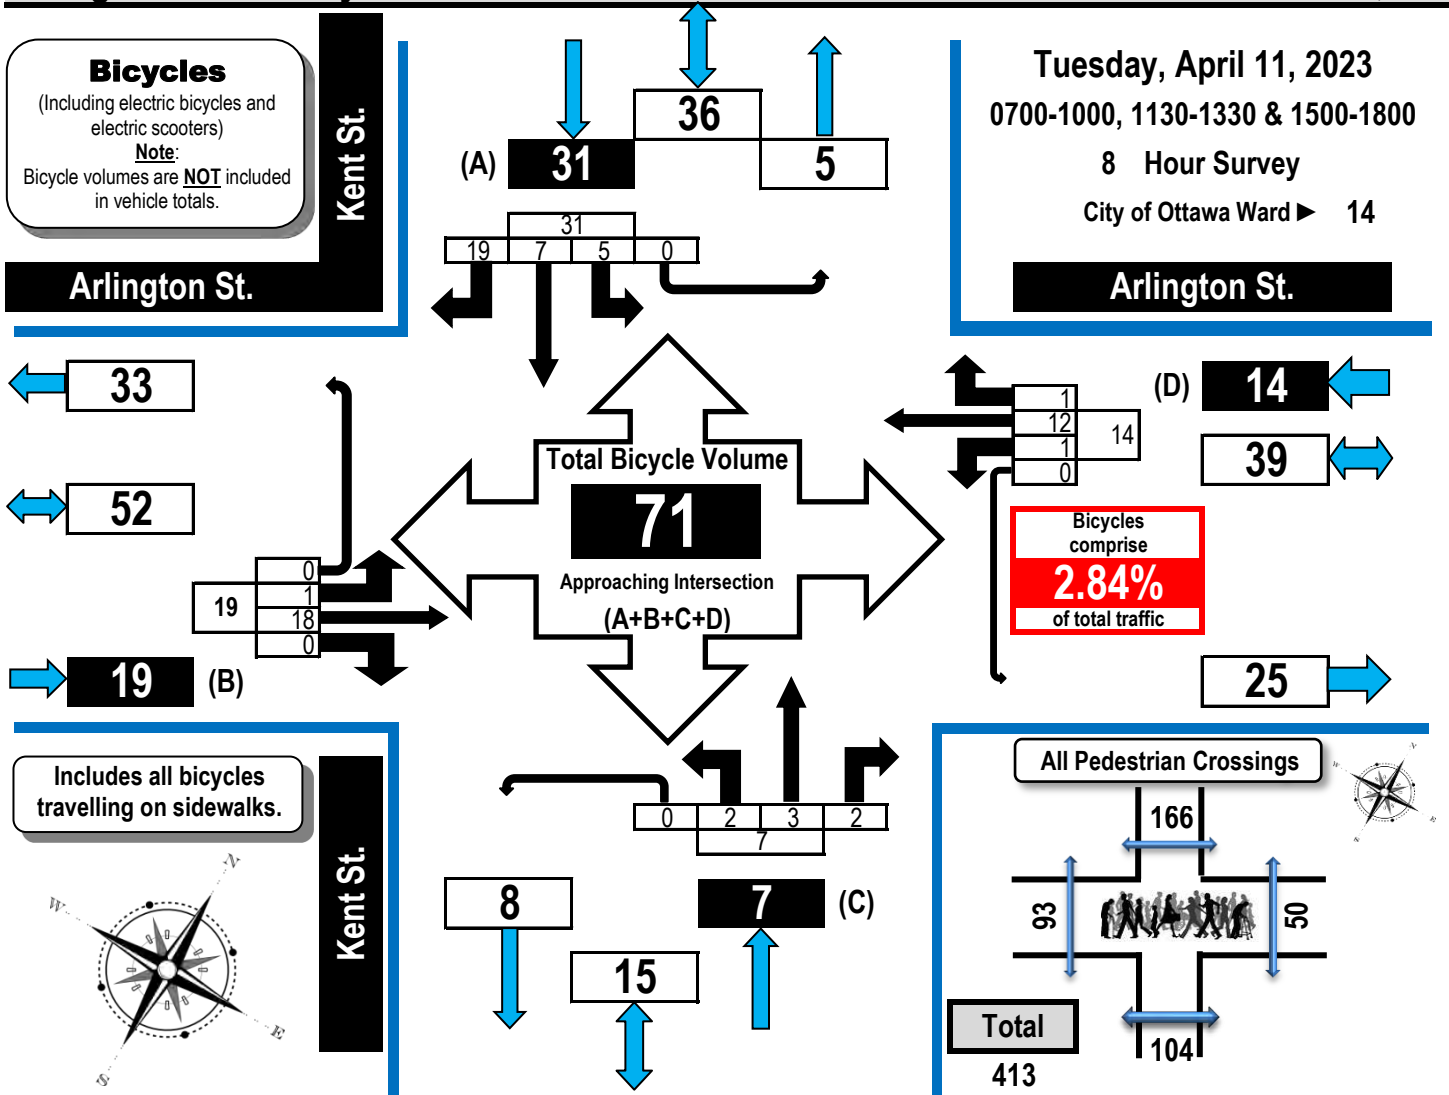 Bicycles
(Including electric bicycles and
electric scooters)
Note:
Bicycle volumes are NOT included
in vehicle totals.
Kent St.
Arlington St.
(A)
31
36
5
31
19 7 5 0
Tuesday, April 11, 2023
0700-1000, 1130-1330 & 1500-1800
8 Hour Survey
City of Ottawa Ward ► 14
Arlington St.
33
52
0
1
18
0
19
19 (B)
Total Bicycle Volume
71
Approaching Intersection
(A+B+C+D)
1
12
1
0
14
(D) 14
39
Bicycles
comprise
2.84%
of total traffic
25
Includes all bicycles
travelling on sidewalks.
N
W
E
S
Kent St.
0 2 3 2
7
8
7 (C)
15
All Pedestrian Crossings
N
W
E
S
166
93
50
104
Total
413